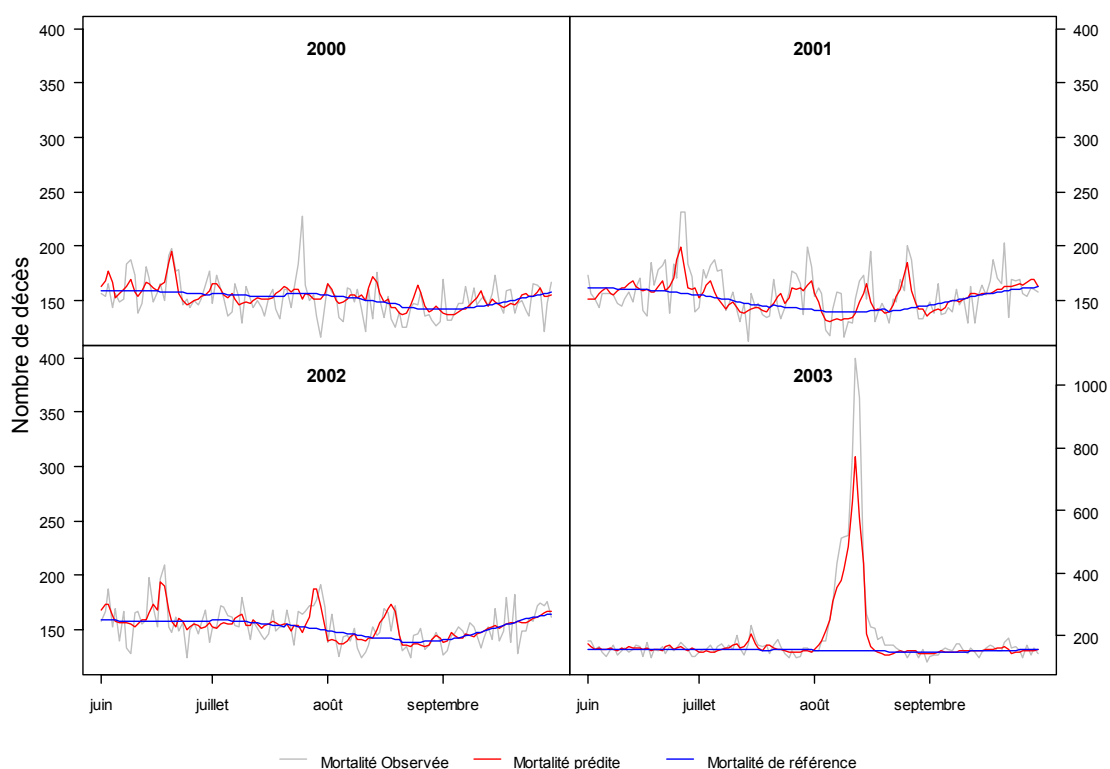 2000
2001
2002
2003
Nombre de décès
400
350
300
250
200
150
400
350
300
250
200
150
400
350
300
250
200
150
1000
800
600
400
200
juin
juillet
août
septembre
juin
juillet
août
septembre
Mortalité Observée
Mortalité prédite
Mortalité de référence